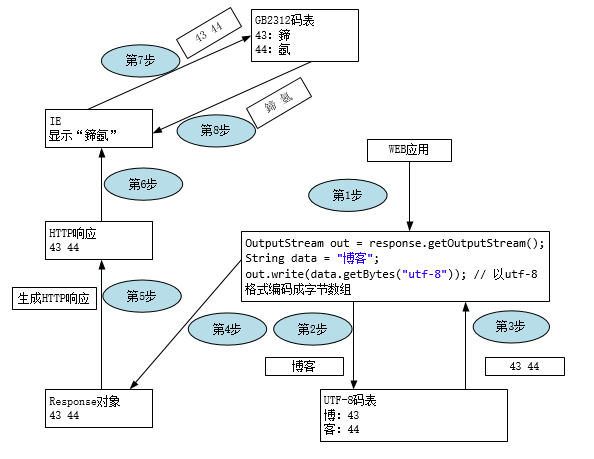 GB2312码表
43：鍗
44：氩
43 44
第7步
鍗 氩
第8步
IE
显示“鍗氩”
WEB应用
第6步
第1步
HTTP响应
43 44
OutputStream out = response.getOutputStream();
String data = "博客";
out.write(data.getBytes("utf-8")); // 以utf-8
格式编码成字节数组
生成HTTP响应
第5步
第4步
第2步
第3步
博客
43 44
Response对象
43 44
UTF-8码表
博：43
客：44